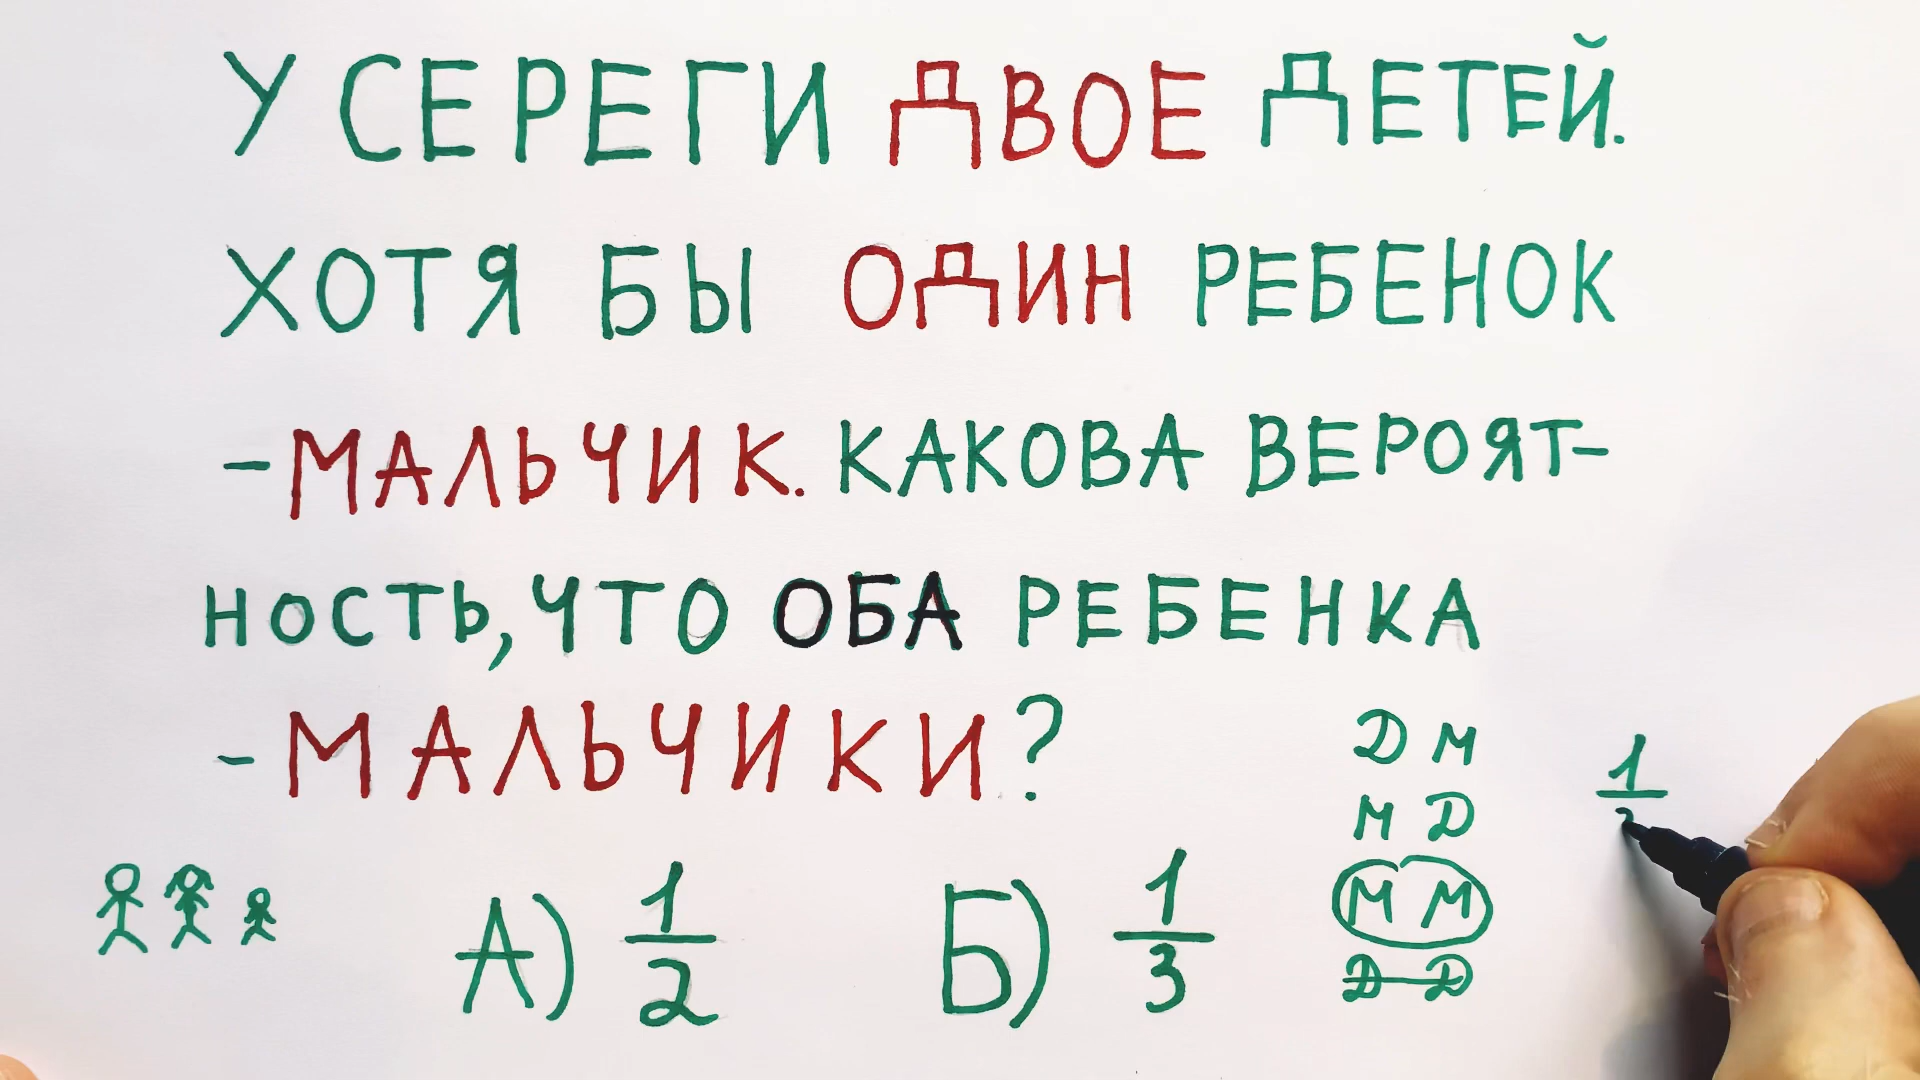 У СЕРЕГИ ДВОЕ ДЕТЕЙ.
ХОТЯ БЫ ОДИН РЕБЕНОК
-МАЛЬЧИК. КАКОВА ВЕРОЯТ-
НОСТЬ, ЧТО ОБА РЕБЕНКА
-МАЛЬЧИКИ?
А) 1/2
Б) 1/3
Д М
М Д
М М
Д Д
1